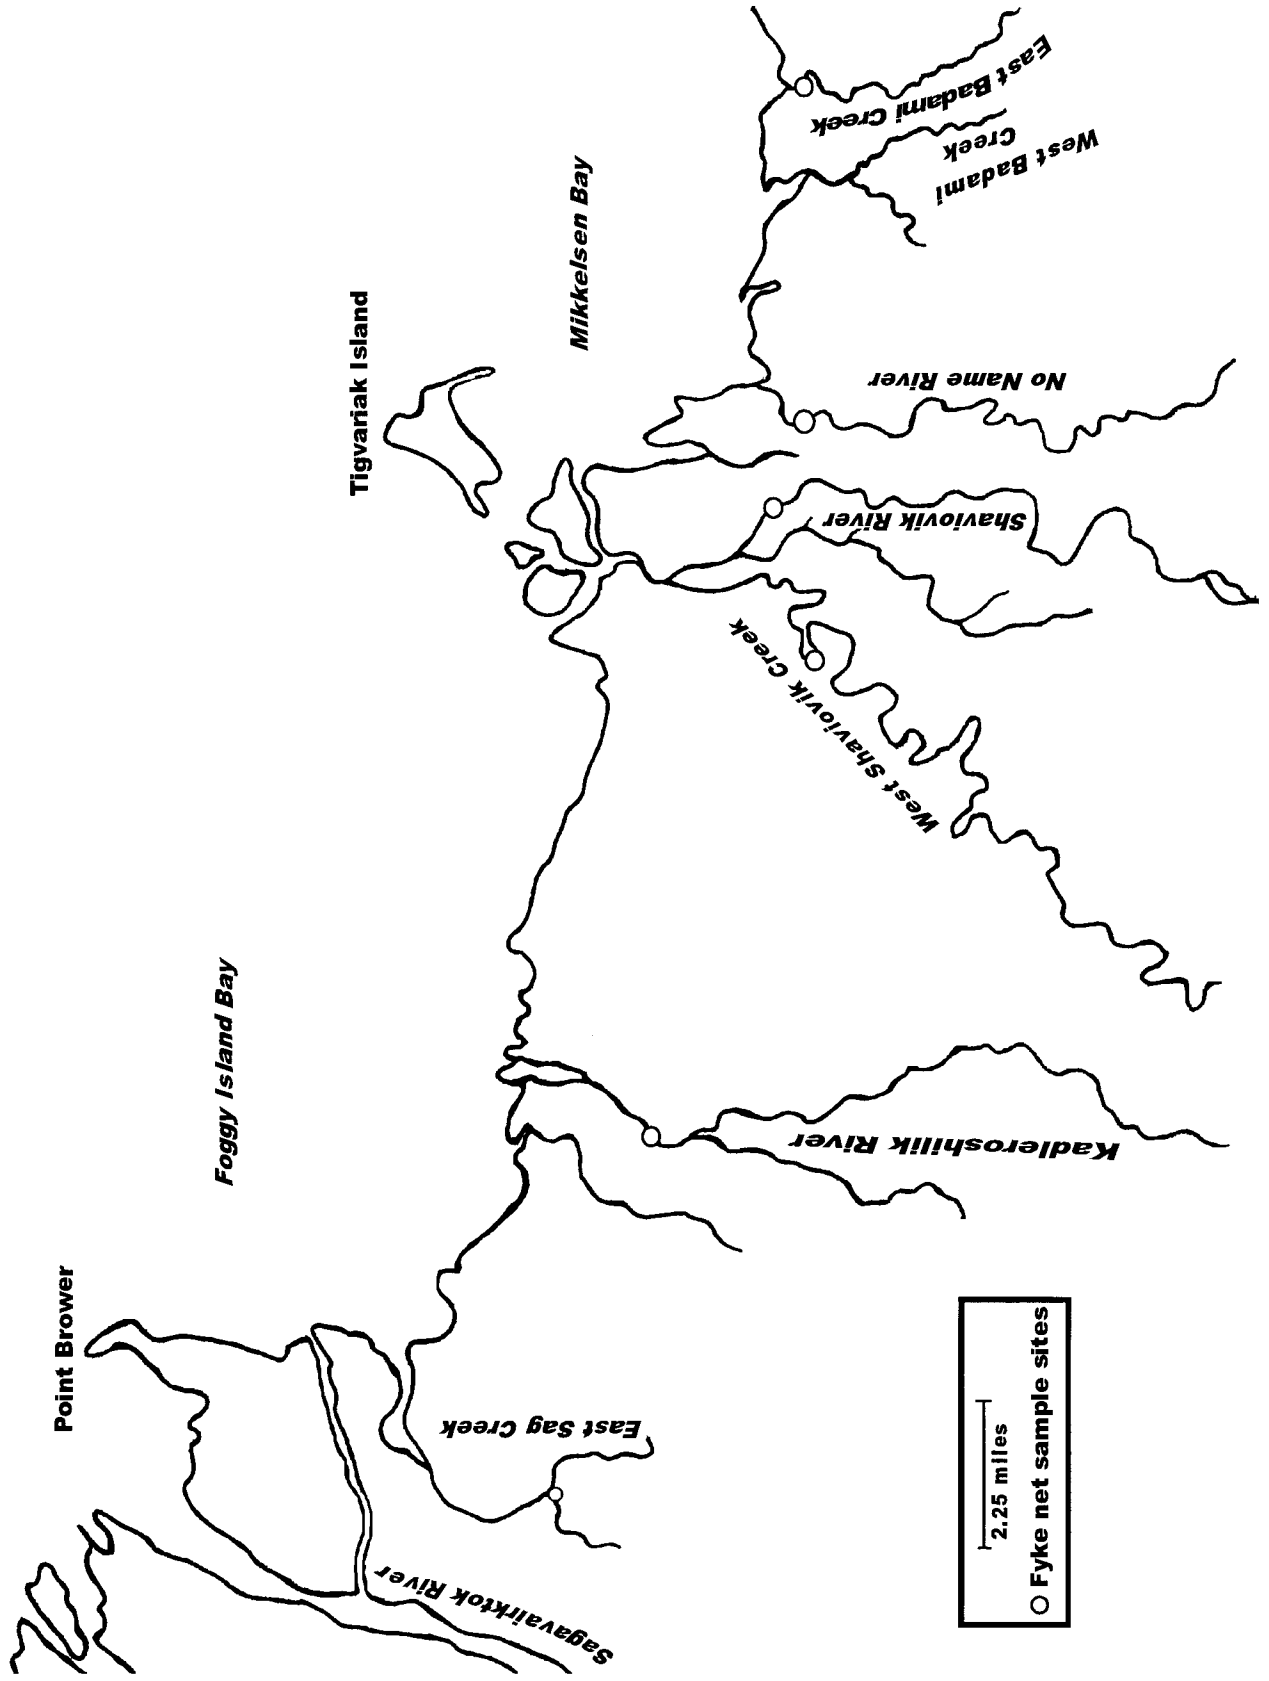 Point Brower
Foggy Island Bay
Tigvariak Island
Mikkelsen Bay
Sagavairktok River
East Sag Creek
Kadleroshilik River
West Shaviovik Creek
Shaviovik River
No Name River
West Badami
Creek
East Badami Creek
2.25 miles
Fyke net sample sites